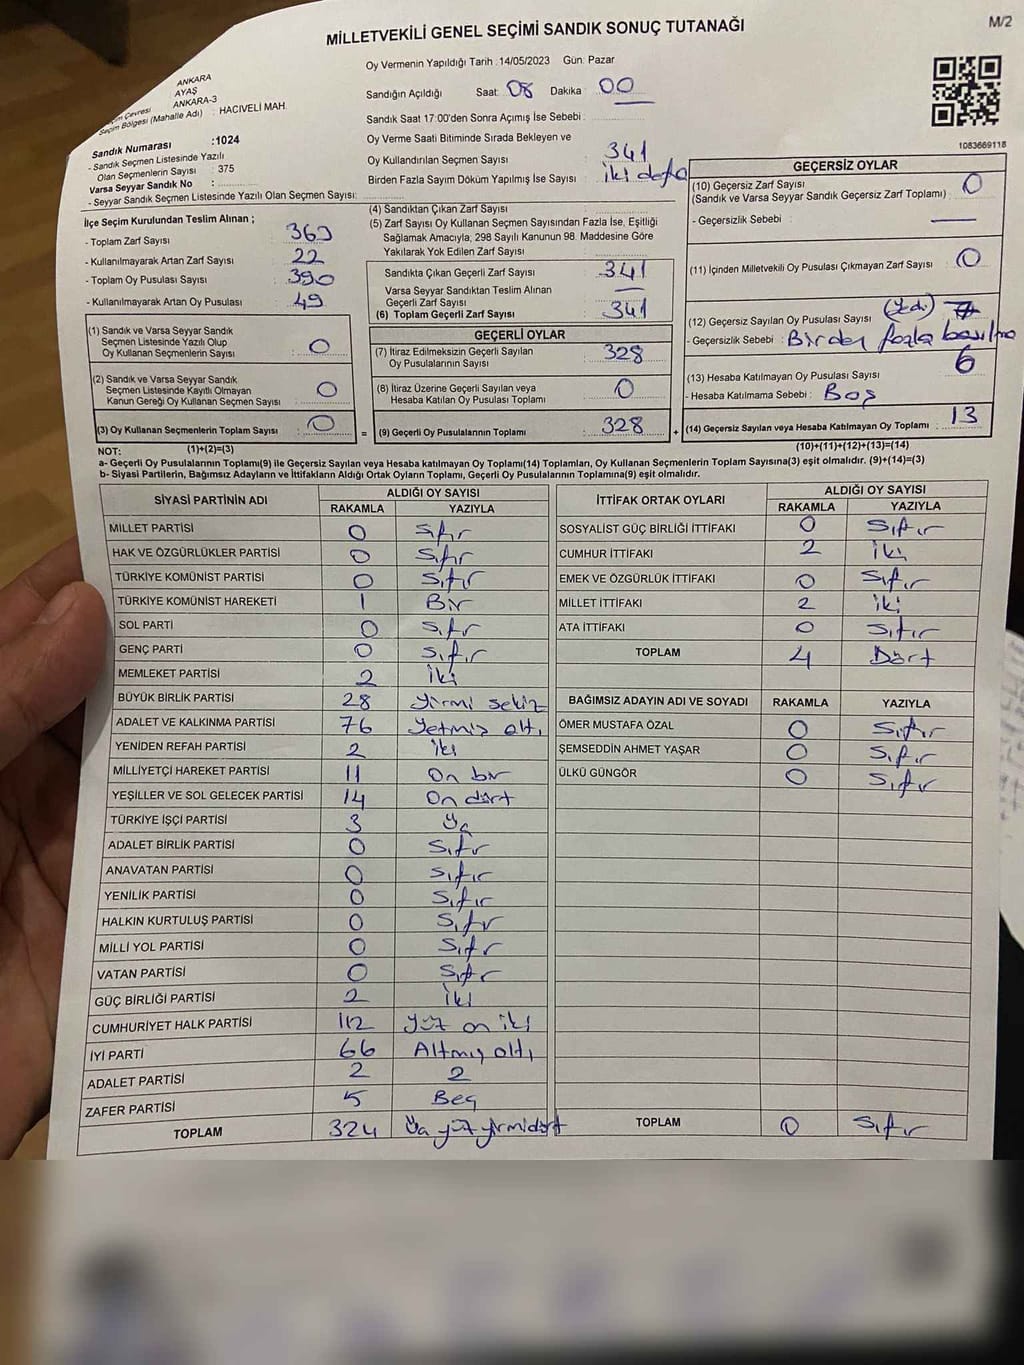 M/2
MİLLETVEKİLİ GENEL SEÇİMİ SANDIK SONUÇ TUTANAĞI
Oy Vermenin Yapıldığı Tarih :14/05/2023 Gün: Pazar
ANKARA
AYAŞ
Seçim Çevresi ANKARA-3
Seçim Bölgesi (Mahalle Adı) : HACIVELİ MAH.
Sandık Numarası :1024
- Sandık Seçmen Listesinde Yazılı
Olan Seçmenlerin Sayısı : 375
Varsa Seyyar Sandık No :
- Seyyar Sandık Seçmen Listesinde Yazılı Olan Seçmen Sayısı:
Sandığın Açıldığı Saat: 08 Dakika : 00
Sandık Saat 17:00'den Sonra Açımış İse Sebebi :
Oy Verme Saati Bitiminde Sırada Bekleyen ve
Oy Kullandırılan Seçmen Sayısı : 341
Birden Fazla Sayım Döküm Yapılmış İse Sayısı : iki defa
1083669118
İlçe Seçim Kurulundan Teslim Alınan ;
- Toplam Zarf Sayısı :
- Kullanılmayarak Artan Zarf Sayısı : 22
- Toplam Oy Pusulası Sayısı : 390
- Kullanılmayarak Artan Oy Pusulası : 49
(4) Sandıktan Çıkan Zarf Sayısı :
(5) Zarf Sayısı Oy Kullanan Seçmen Sayısından Fazla İse, Eşitliği
Sağlamak Amacıyla, 298 Sayılı Kanunun 98. Maddesine Göre
Yakılarak Yok Edilen Zarf Sayısı :
Sandıkta Çıkan Geçerli Zarf Sayısı : 341
Varsa Seyyar Sandıktan Teslim Alınan
Geçerli Zarf Sayısı : —
(6) Toplam Geçerli Zarf Sayısı : 341
GEÇERSİZ OYLAR
(10) Geçersiz Zarf Sayısı : 0
(Sandık ve Varsa Seyyar Sandık Geçersiz Zarf Toplamı)
- Geçersizlik Sebebi : —
(11) İçinden Milletvekili Oy Pusulası Çıkmayan Zarf Sayısı : 0
(12) Geçersiz Sayılan Oy Pusulası Sayısı : (Yedi) 7
- Geçersizlik Sebebi : Birden fazla basılma
(13) Hesaba Katılmayan Oy Pusulası Sayısı : 6
- Hesaba Katılmama Sebebi : Boş
(14) Geçersiz Sayılan veya Hesaba Katılmayan Oy Toplamı : 13
(10)+(11)+(12)+(13)=(14)
(1) Sandık ve Varsa Seyyar Sandık
Seçmen Listesinde Yazılı Olup
Oy Kullanan Seçmenlerin Sayısı : 0
(2) Sandık ve Varsa Seyyar Sandık
Seçmen Listesinde Kayıtlı Olmayan
Kanun Gereği Oy Kullanan Seçmen Sayısı : 0
(3) Oy Kullanan Seçmenlerin Toplam Sayısı : 0
(1)+(2)=(3)
GEÇERLİ OYLAR
(7) İtiraz Edilmeksizin Geçerli Sayılan
Oy Pusulalarının Sayısı : 328
(8) İtiraz Üzerine Geçerli Sayılan veya
Hesaba Katılan Oy Pusulası Toplamı : 0
= (9) Geçerli Oy Pusulalarının Toplamı : 328 +
NOT:
a- Geçerli Oy Pusulalarının Toplamı(9) ile Geçersiz Sayılan veya Hesaba katılmayan Oy Toplamı(14) Toplamları, Oy Kullanan Seçmenlerin Toplam Sayısına(3) eşit olmalıdır. (9)+(14)=(3)
b- Siyasi Partilerin, Bağımsız Adayların ve İttifakların Aldığı Ortak Oyların Toplamı, Geçerli Oy Pusulalarının Toplamına(9) eşit olmalıdır.
SİYASİ PARTİNİN ADI ALDIĞI OY SAYISI
RAKAMLA YAZIYLA
MİLLET PARTİSİ 0 Sıfır
HAK VE ÖZGÜRLÜKLER PARTİSİ 0 Sıfır
TÜRKİYE KOMÜNİST PARTİSİ 0 Sıfır
TÜRKİYE KOMÜNİST HAREKETİ 1 Bir
SOL PARTİ 0 Sıfır
GENÇ PARTİ 0 Sıfır
MEMLEKET PARTİSİ 2 iki
BÜYÜK BİRLİK PARTİSİ 28 Yirmi sekiz
ADALET VE KALKINMA PARTİSİ 76 Yetmiş altı
YENİDEN REFAH PARTİSİ 2 iki
MİLLİYETÇİ HAREKET PARTİSİ 11 On bir
YEŞİLLER VE SOL GELECEK PARTİSİ 14 On dört
TÜRKİYE İŞÇİ PARTİSİ 3 Üç
ADALET BİRLİK PARTİSİ 0 Sıfır
ANAVATAN PARTİSİ 0 Sıfır
YENİLİK PARTİSİ 0 Sıfır
HALKIN KURTULUŞ PARTİSİ 0 Sıfır
MİLLİ YOL PARTİSİ 0 Sıfır
VATAN PARTİSİ 0 Sıfır
GÜÇ BİRLİĞİ PARTİSİ 2 İki
CUMHURİYET HALK PARTİSİ 112 Yüz on iki
İYİ PARTİ 66 Altmış altı
ADALET PARTİSİ 2 2
ZAFER PARTİSİ 5 Beş
TOPLAM 324 Üç yüz yirmidört
İTTİFAK ORTAK OYLARI ALDIĞI OY SAYISI
RAKAMLA YAZIYLA
SOSYALİST GÜÇ BİRLİĞİ İTTİFAKI 0 Sıfır
CUMHUR İTTİFAKI 2 iki
EMEK VE ÖZGÜRLÜK İTTİFAKI 0 Sıfır
MİLLET İTTİFAKI 2 iki
ATA İTTİFAKI 0 Sıfır
TOPLAM 4 Dört
BAĞIMSIZ ADAYIN ADI VE SOYADI RAKAMLA YAZIYLA
ÖMER MUSTAFA ÖZAL 0 Sıfır
ŞEMSEDDİN AHMET YAŞAR 0 Sıfır
ÜLKÜ GÜNGÖR 0 Sıfır
TOPLAM 0 Sıfır